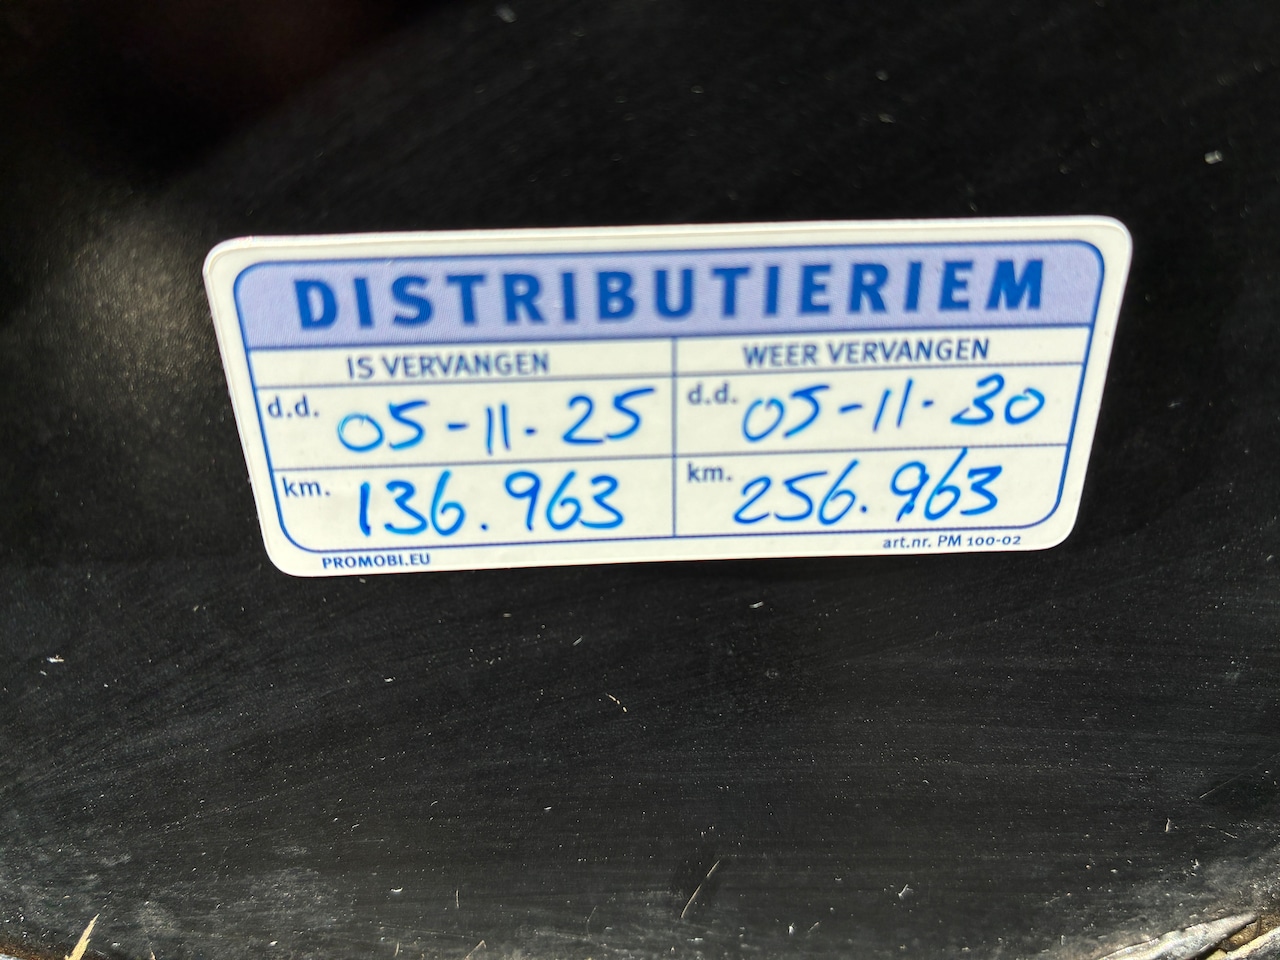 DISTRIBUTIERIEM
IS VERVANGEN WEER VERVANGEN
d.d. 05-11-25 d.d. 05-11-30
km. 136.963 km. 256.963
PROMOBI.EU art.nr. PM 100-02